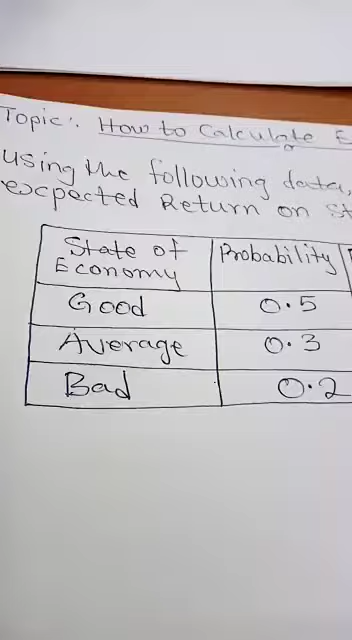 Topic:. How to Calculate E
using the following data,
expected Return on St
State of Economy Probability
Good 0.5
Average 0.3
Bad 0.2